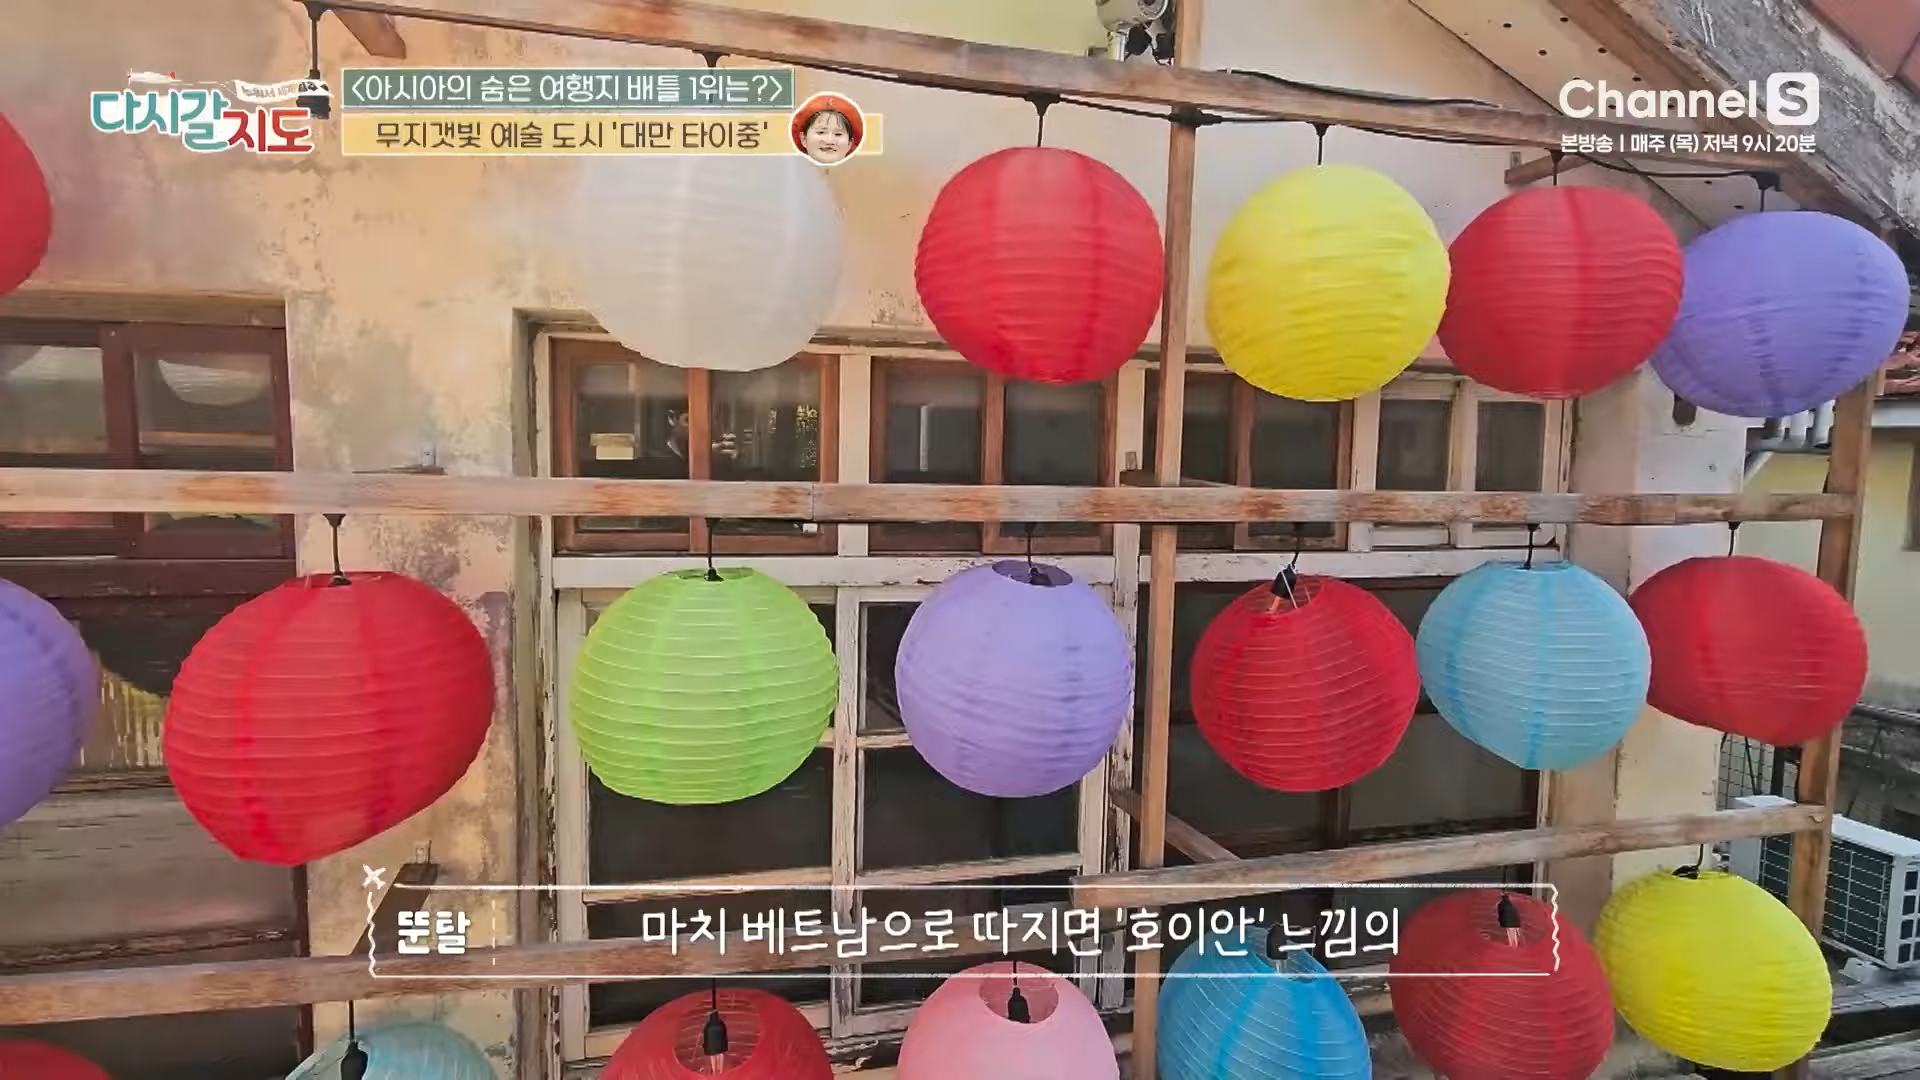 다시갈지도
<아시아의 숨은 여행지 배틀 1위는?>
무지갯빛 예술 도시 '대만 타이중'
Channel S
본방송 | 매주 (목) 저녁 9시 20분
뚠탈
마치 베트남으로 따지면 '호이안' 느낌의